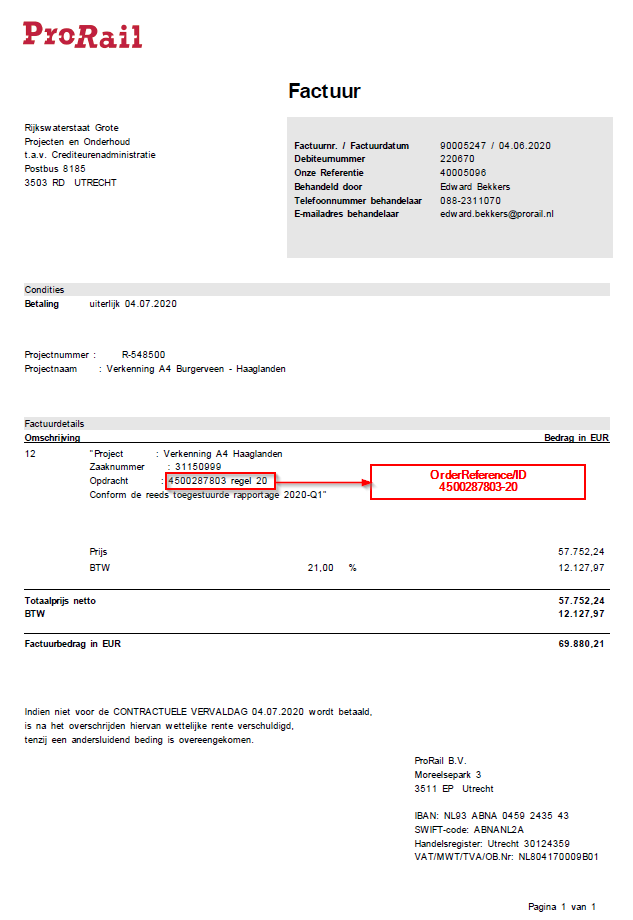 ProRail
Factuur
Rijkswaterstaat Grote
Projecten en Onderhoud
t.a.v. Crediteurenadministratie
Postbus 8185
3503 RD UTRECHT
Factuurnr. / Factuurdatum 90005247 / 04.06.2020
Debiteurnummer 220670
Onze Referentie 40005096
Behandeld door Edward Bekkers
Telefoonnummer behandelaar 088-2311070
E-mailadres behandelaar edward.bekkers@prorail.nl
Condities
Betaling uiterlijk 04.07.2020
Projectnummer : R-548500
Projectnaam : Verkenning A4 Burgerveen - Haaglanden
Factuurdetails
Omschrijving Bedrag in EUR
12 "Project : Verkenning A4 Haaglanden
Zaaknummer : 31150999
Opdracht : 4500287803 regel 20
Conform de reeds toegestuurde rapportage 2020-Q1"
OrderReference/ID
4500287803-20
Prijs 57.752,24
BTW 21,00 % 12.127,97
Totaalprijs netto 57.752,24
BTW 12.127,97
Factuurbedrag in EUR 69.880,21
Indien niet voor de CONTRACTUELE VERVALDAG 04.07.2020 wordt betaald,
is na het overschrijden hiervan wettelijke rente verschuldigd,
tenzij een andersluidend beding is overeengekomen.
ProRail B.V.
Moreelsepark 3
3511 EP Utrecht
IBAN: NL93 ABNA 0459 2435 43
SWIFT-code: ABNANL2A
Handelsregister: Utrecht 30124359
VAT/MWT/TVA/OB.Nr: NL804170009B01
Pagina 1 van 1